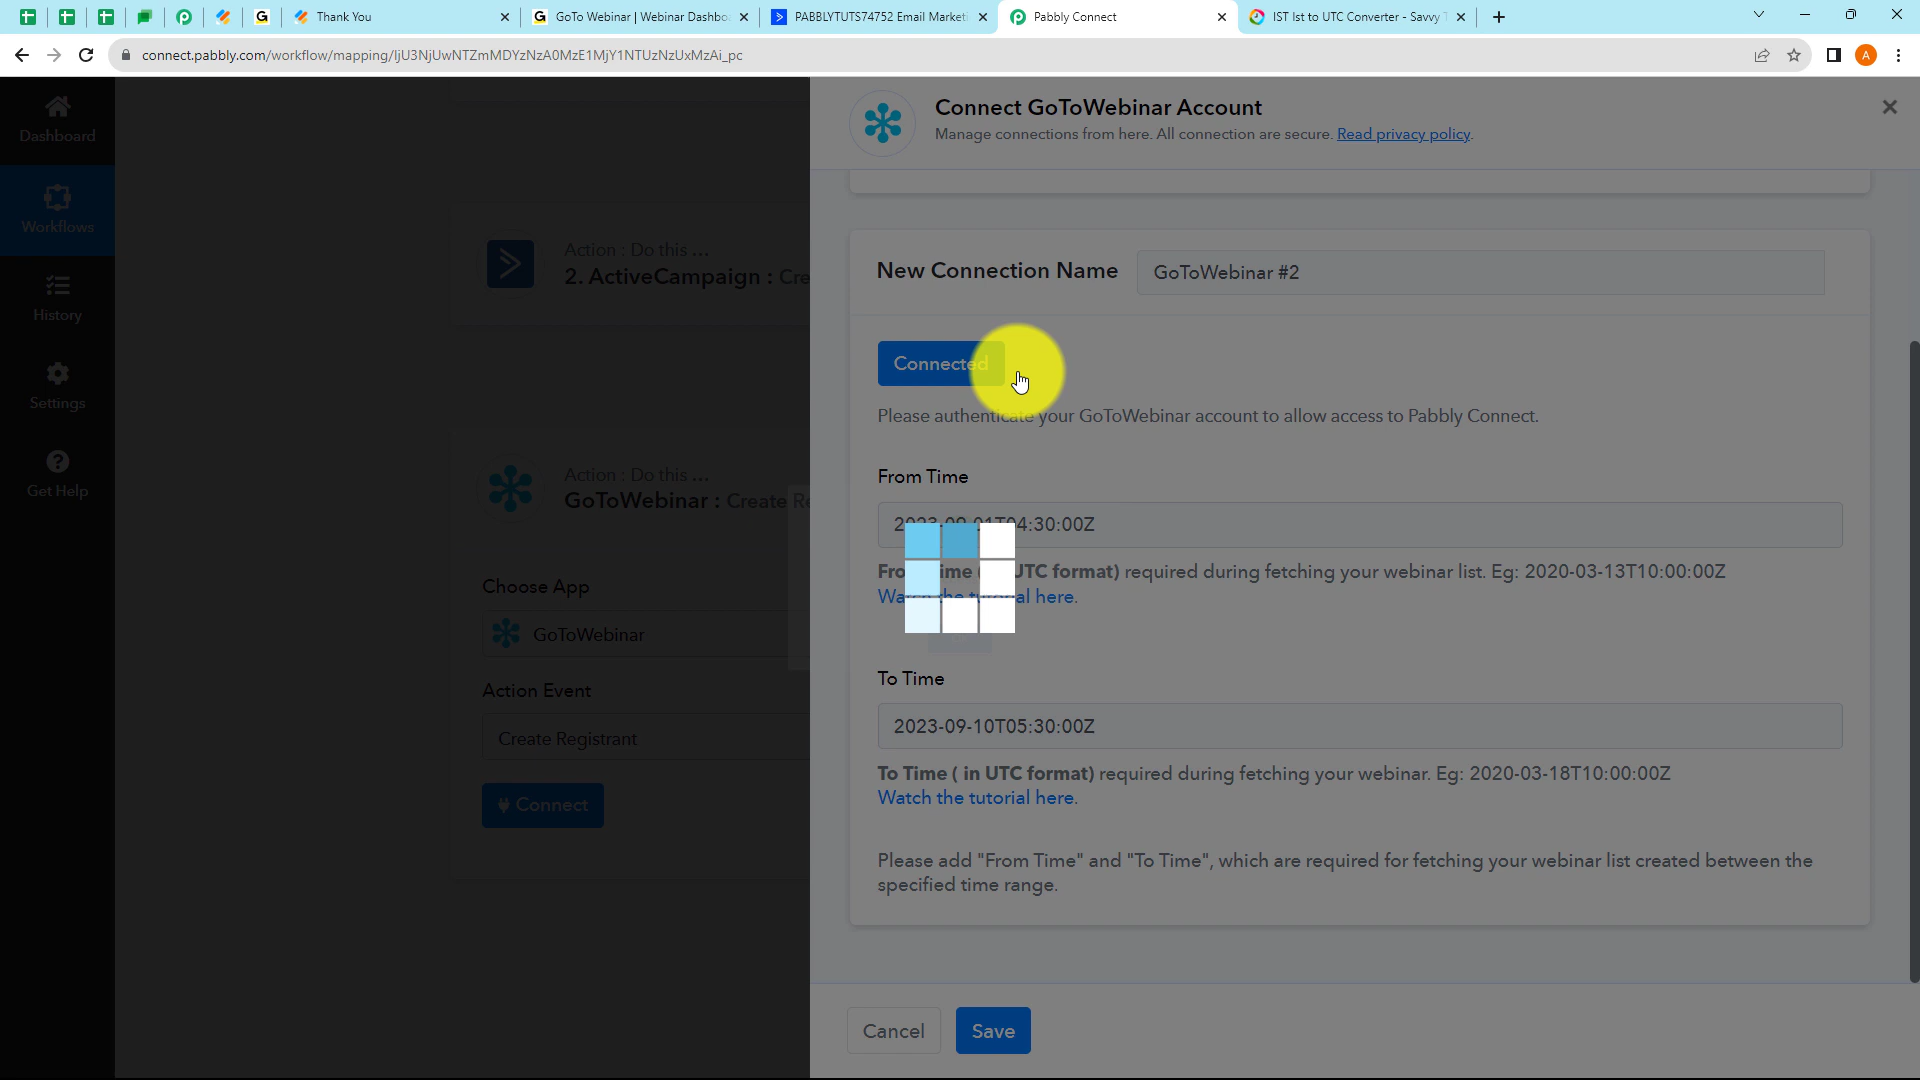 Thank You
GoTo Webinar | Webinar Dashbo
PABBLYTUTS74752 Email Marketi
Pabbly Connect
IST Ist to UTC Converter - Savvy T
connect.pabbly.com/workflow/mapping/IjU3NjUwNTZmMDYzNzA0MzE1MjY1NTUzNzUxMzAi_pc
A
Dashboard
Workflows
History
Settings
Get Help
Action : Do this ...
2. ActiveCampaign : Cre
Action : Do this ...
GoToWebinar : Create Re
Choose App
GoToWebinar
Action Event
Create Registrant
Connect
Connect GoToWebinar Account
Manage connections from here. All connection are secure. Read privacy policy.
New Connection Name
GoToWebinar #2
Connected
Please authenticate your GoToWebinar account to allow access to Pabbly Connect.
From Time
2023-09-01T04:30:00Z
UTC format) required during fetching your webinar list. Eg: 2020-03-13T10:00:00Z
here.
To Time
2023-09-10T05:30:00Z
To Time ( in UTC format) required during fetching your webinar. Eg: 2020-03-18T10:00:00Z
Watch the tutorial here.
Please add "From Time" and "To Time", which are required for fetching your webinar list created between the
specified time range.
Cancel
Save